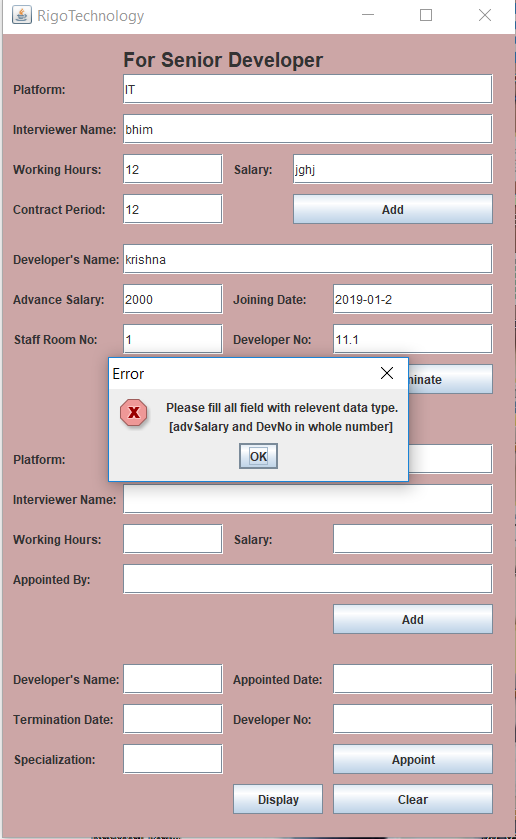 RigoTechnology
For Senior Developer
Platform: IT
Interviewer Name: bhim
Working Hours: 12 Salary: jghj
Contract Period: 12 Add
Developer's Name: krishna
Advance Salary: 2000 Joining Date: 2019-01-2
Staff Room No: 1 Developer No: 11.1
Error
Please fill all field with relevent data type.
[advSalary and DevNo in whole number]
OK
Platform:
Interviewer Name:
Working Hours: Salary:
Appointed By:
Add
Developer's Name: Appointed Date:
Termination Date: Developer No:
Specialization: Appoint
Display Clear